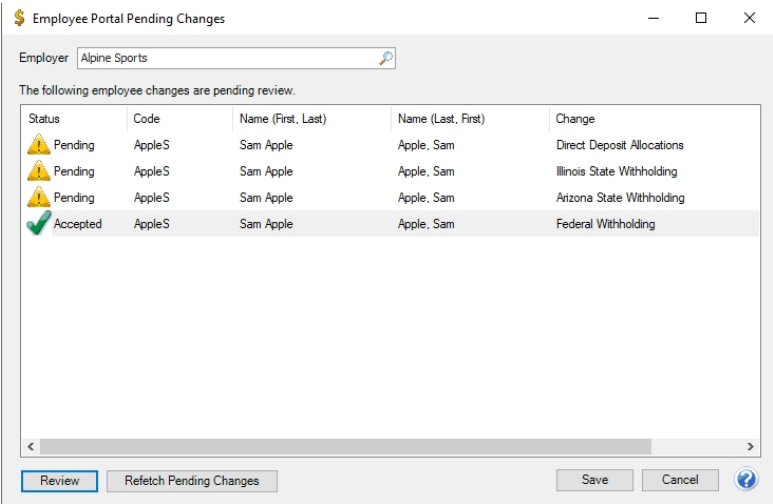 Employee Portal Pending Changes
Employer Alpine Sports
The following employee changes are pending review.
Status Code Name (First, Last) Name (Last, First) Change
Pending AppleS Sam Apple Apple, Sam Direct Deposit Allocations
Pending AppleS Sam Apple Apple, Sam Illinois State Withholding
Pending AppleS Sam Apple Apple, Sam Arizona State Withholding
Accepted AppleS Sam Apple Apple, Sam Federal Withholding
Review Refetch Pending Changes Save Cancel ?